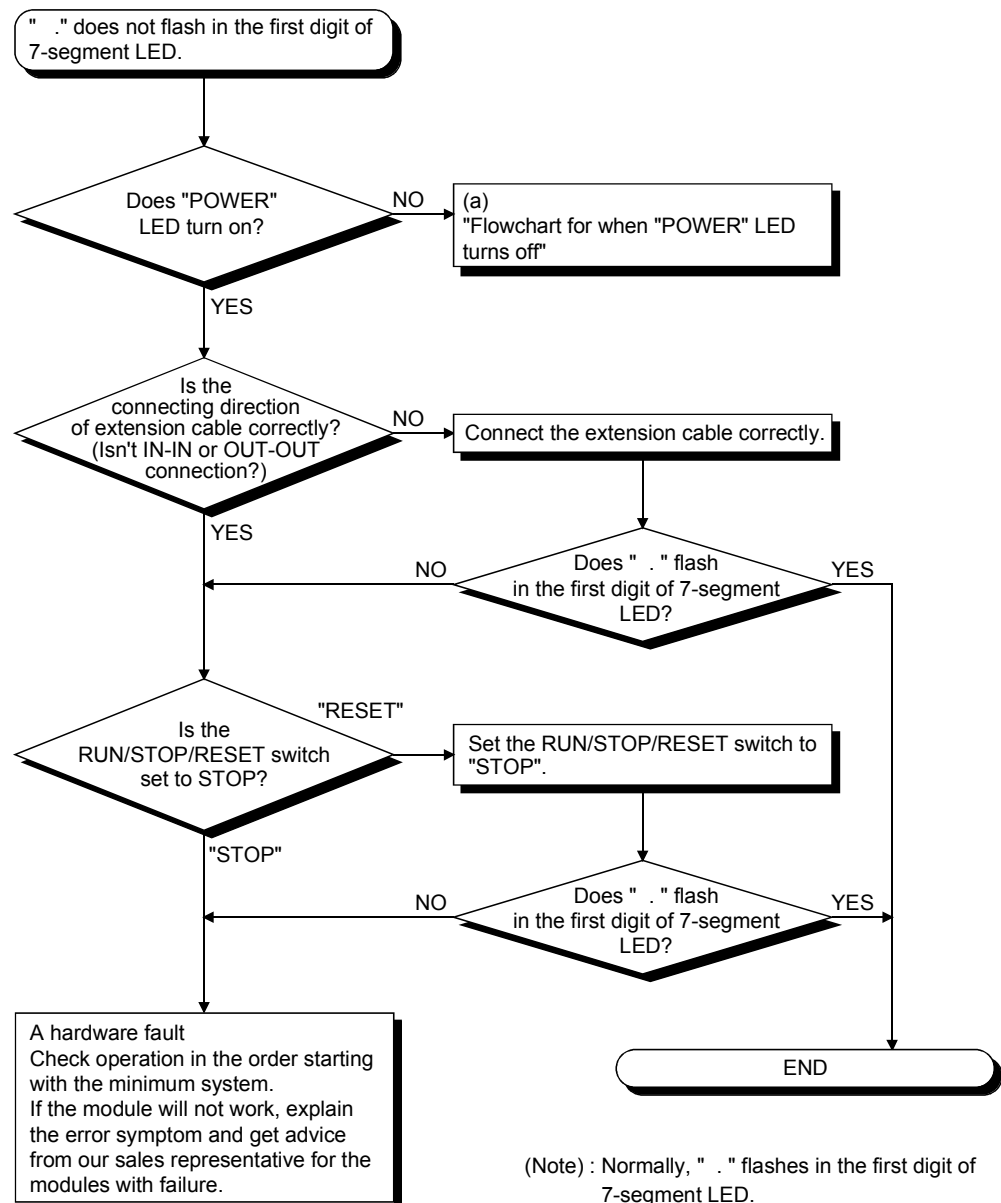 " ." does not flash in the first digit of
7-segment LED.
Does "POWER"
LED turn on?
NO
(a)
"Flowchart for when "POWER" LED
turns off"
YES
Is the
connecting direction
of extension cable correctly?
(Isn't IN-IN or OUT-OUT
connection?)
NO
Connect the extension cable correctly.
YES
Does " . " flash
in the first digit of 7-segment
LED?
NO
YES
Is the
RUN/STOP/RESET switch
set to STOP?
"RESET"
Set the RUN/STOP/RESET switch to
"STOP".
"STOP"
Does " . " flash
in the first digit of 7-segment
LED?
NO
YES
A hardware fault
Check operation in the order starting
with the minimum system.
If the module will not work, explain
the error symptom and get advice
from our sales representative for the
modules with failure.
END
(Note) : Normally, " . " flashes in the first digit of
7-segment LED.